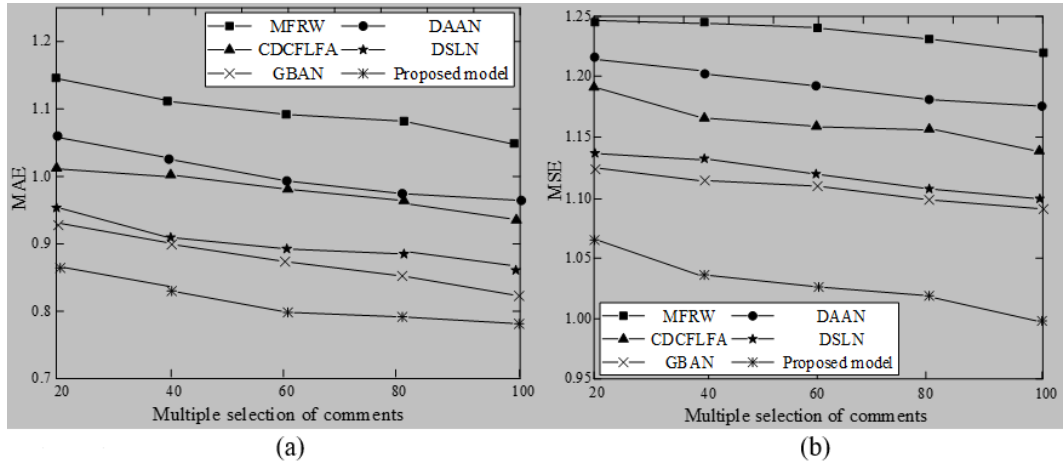 1.2
1.1
1.0
0.9
0.8
0.7
MAE
MFRW
DAAN
CDCFLFA
DSLN
GBAN
Proposed model
20
40
60
80
100
Multiple selection of comments
(a)
1.25
1.20
1.15
1.10
1.05
1.00
0.95
MSE
MFRW
DAAN
CDCFLFA
DSLN
GBAN
Proposed model
20
40
60
80
100
Multiple selection of comments
(b)